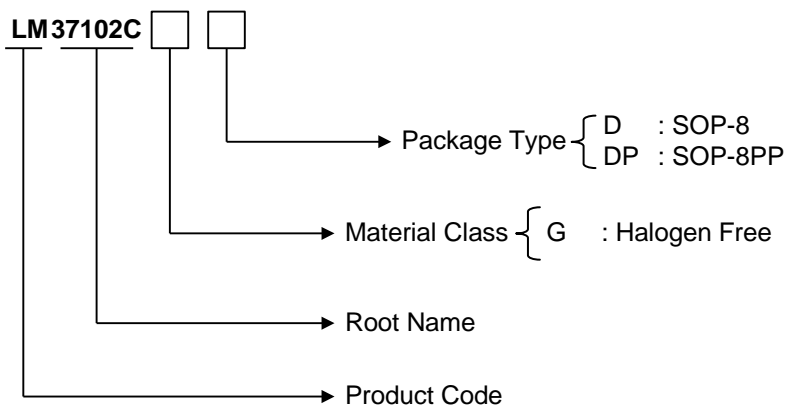 LM37102C
Package Type
D : SOP-8
DP : SOP-8PP
Material Class
G : Halogen Free
Root Name
Product Code